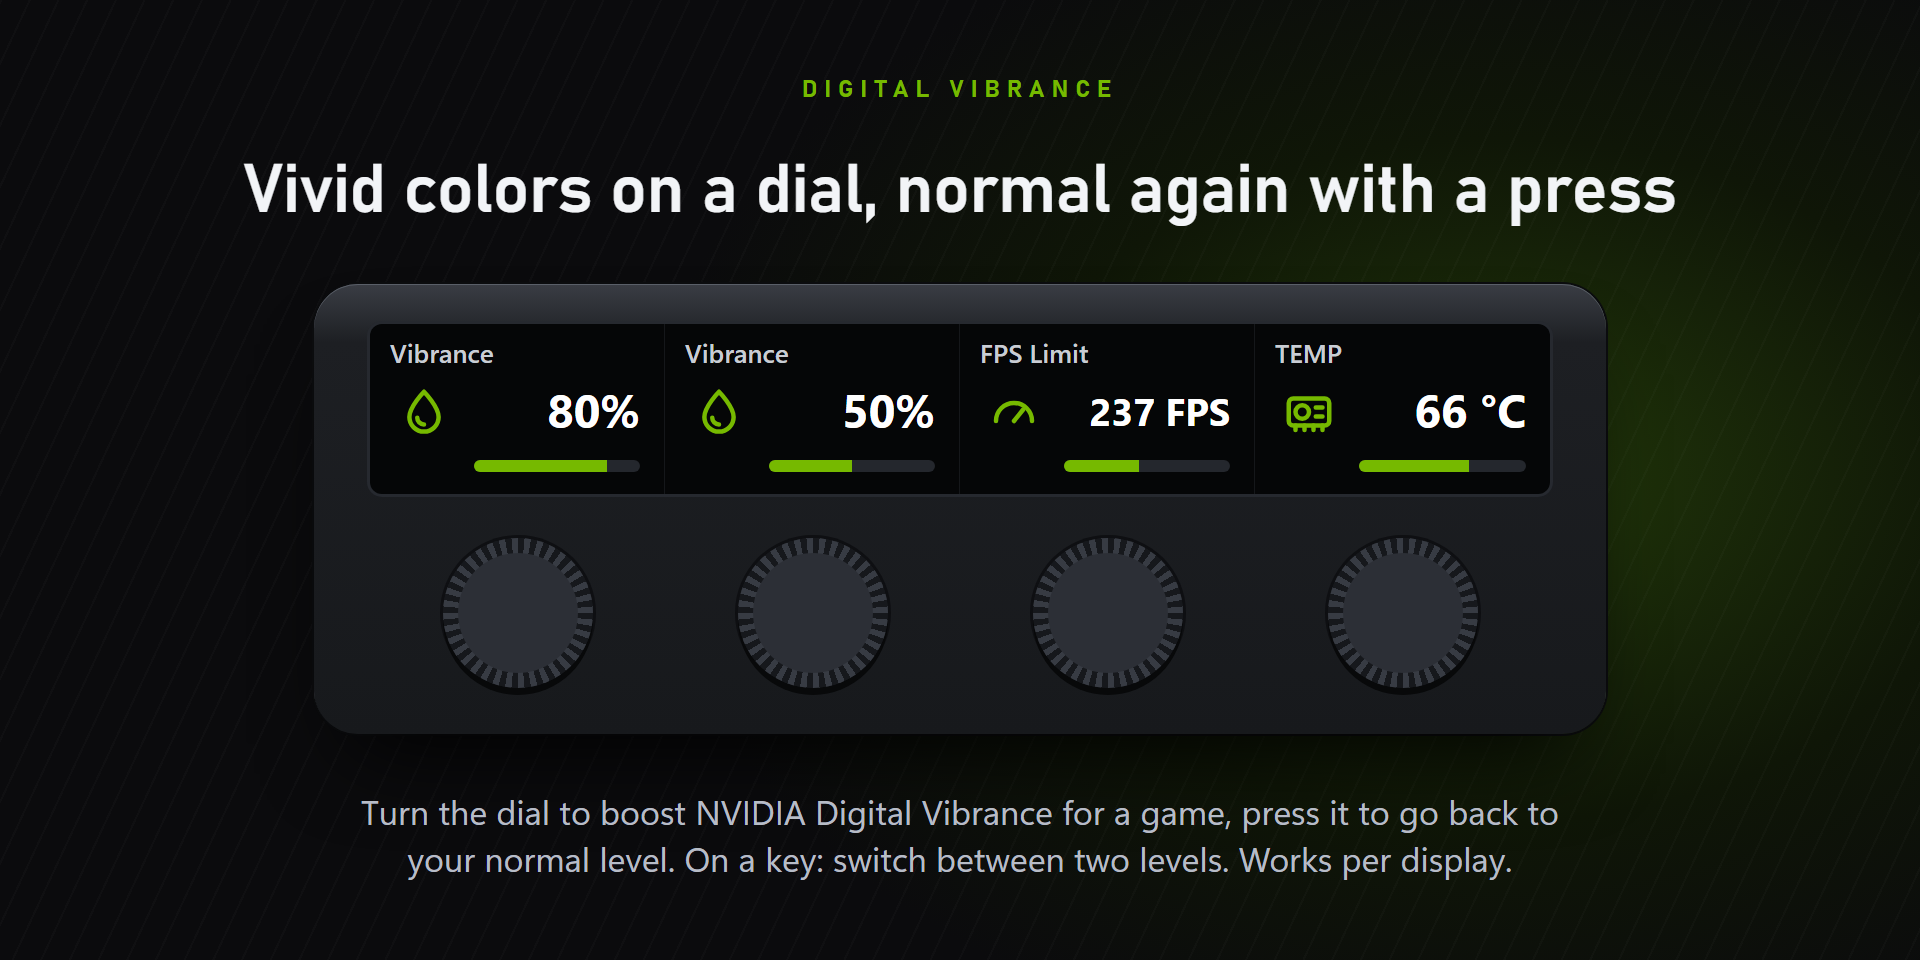 DIGITAL VIBRANCE
Vivid colors on a dial, normal again with a press
Vibrance
80%
Vibrance
50%
FPS Limit
237 FPS
TEMP
66 °C
Turn the dial to boost NVIDIA Digital Vibrance for a game, press it to go back to
your normal level. On a key: switch between two levels. Works per display.